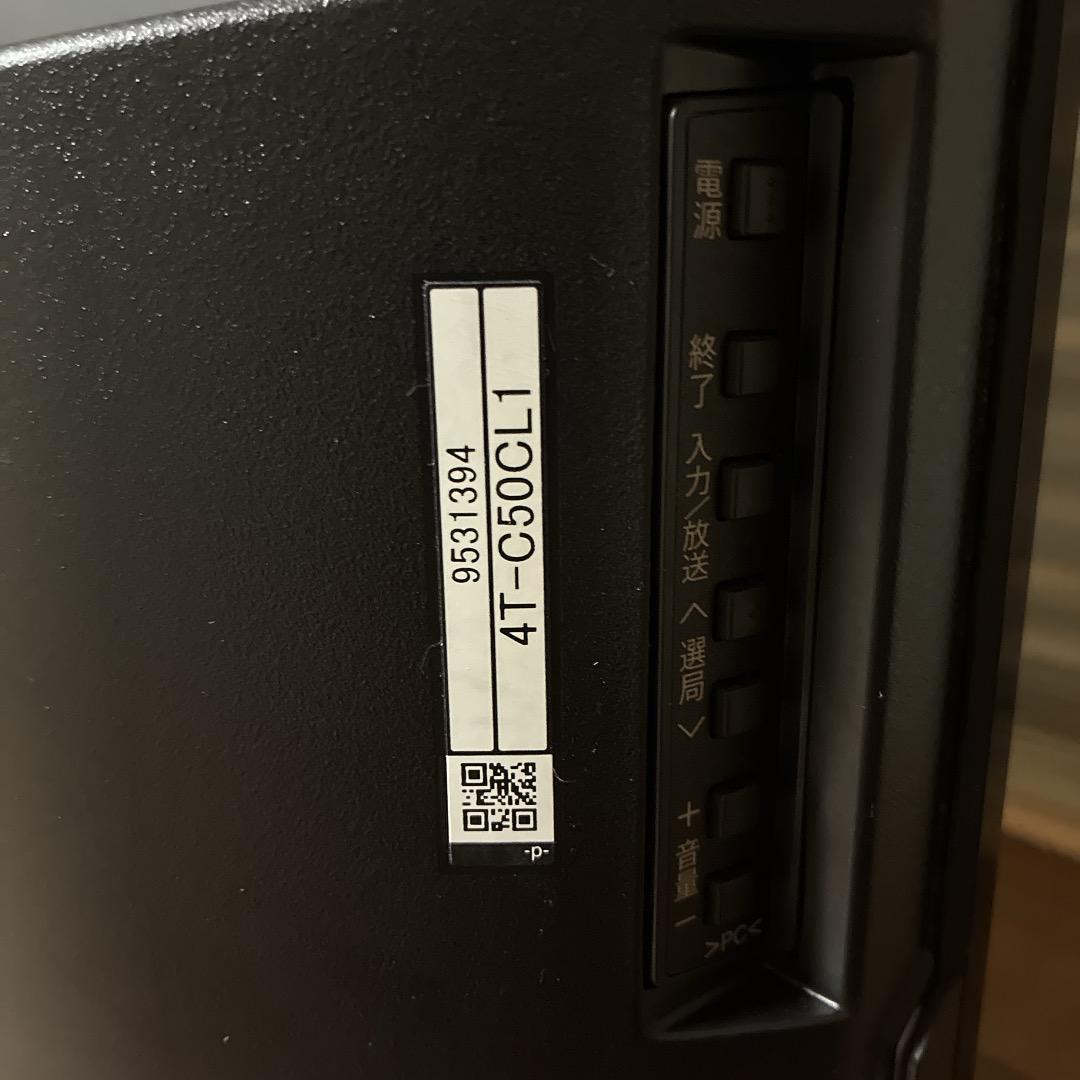 9531394
4T-C50CL1
-p-
電源
終了
入力/放送
∧選局∨
+音量-
>PC<